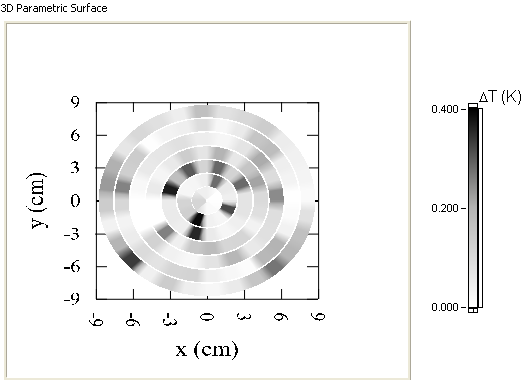 3D Parametric Surface
ΔT (K)
0.400
0.200
0.000
9
6
3
0
-3
-6
-9
y (cm)
-9 -6 -3 0 3 6 9
x (cm)